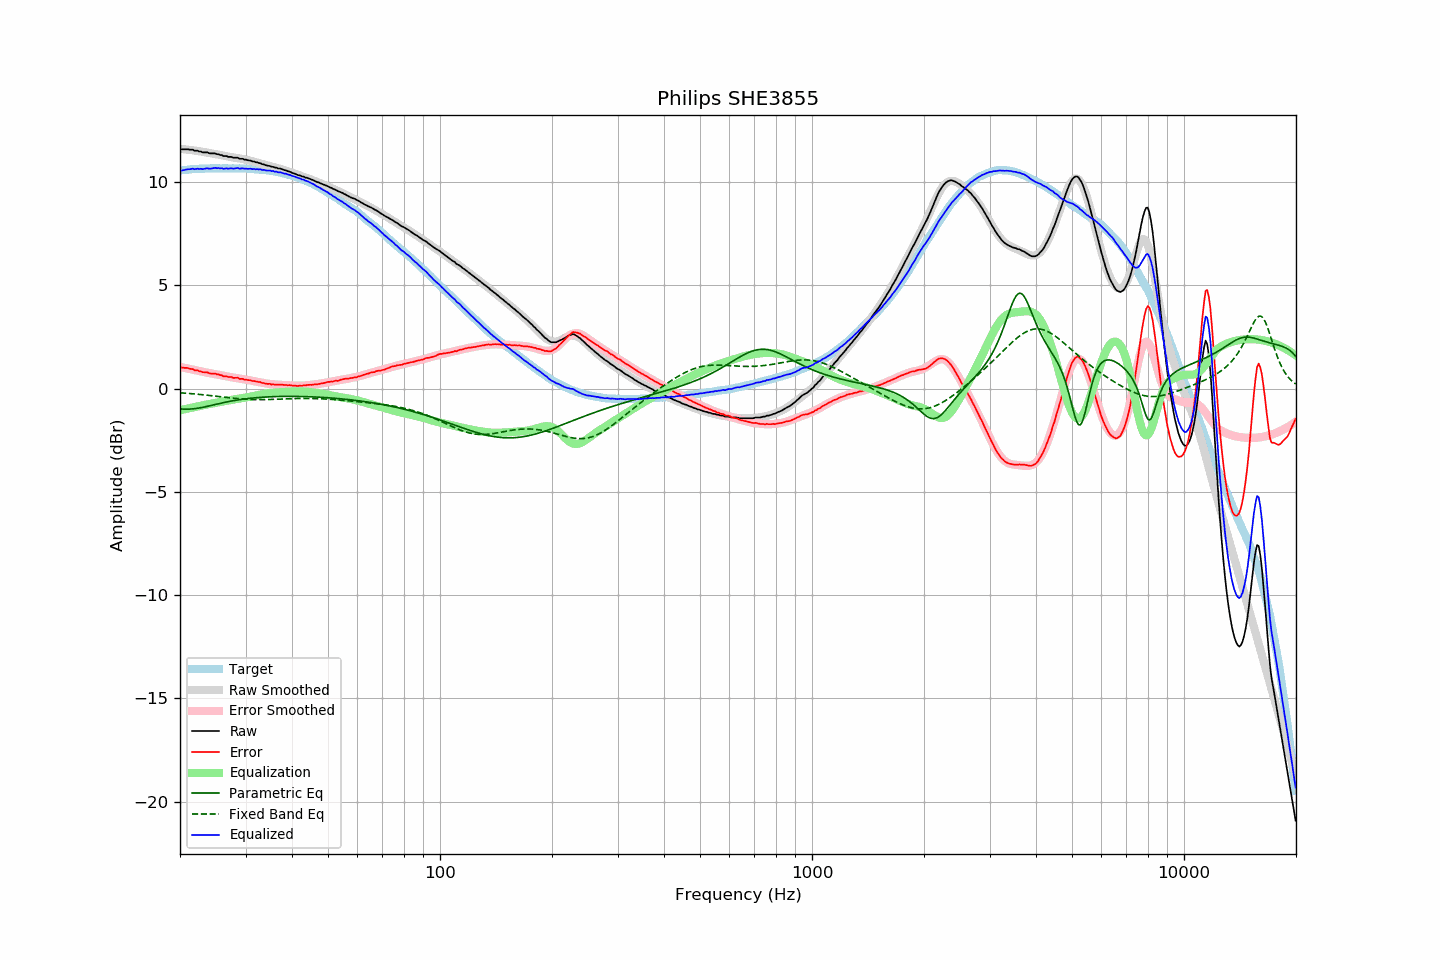 Philips SHE3855
10
5
0
−5
−10
−15
−20
Amplitude (dBr)
Target
Raw Smoothed
Error Smoothed
Raw
Error
Equalization
Parametric Eq
Fixed Band Eq
Equalized
100
1000
10000
Frequency (Hz)